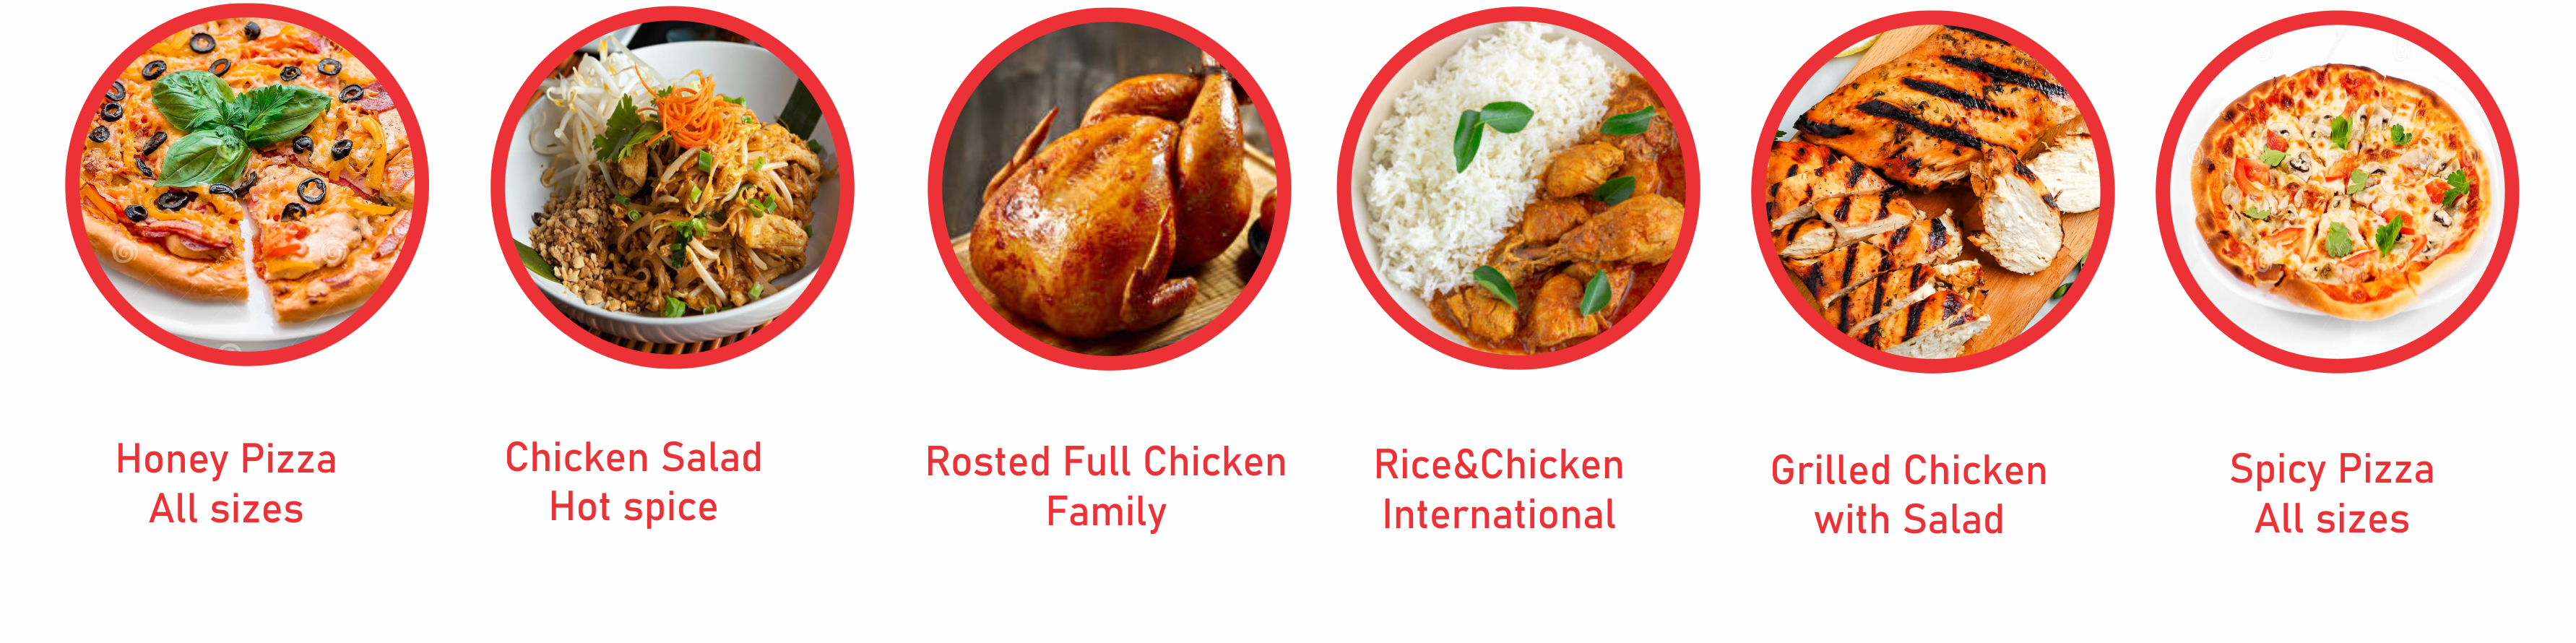 Honey Pizza
All sizes
Chicken Salad
Hot spice
Rosted Full Chicken
Family
Rice&Chicken
International
Grilled Chicken
with Salad
Spicy Pizza
All sizes